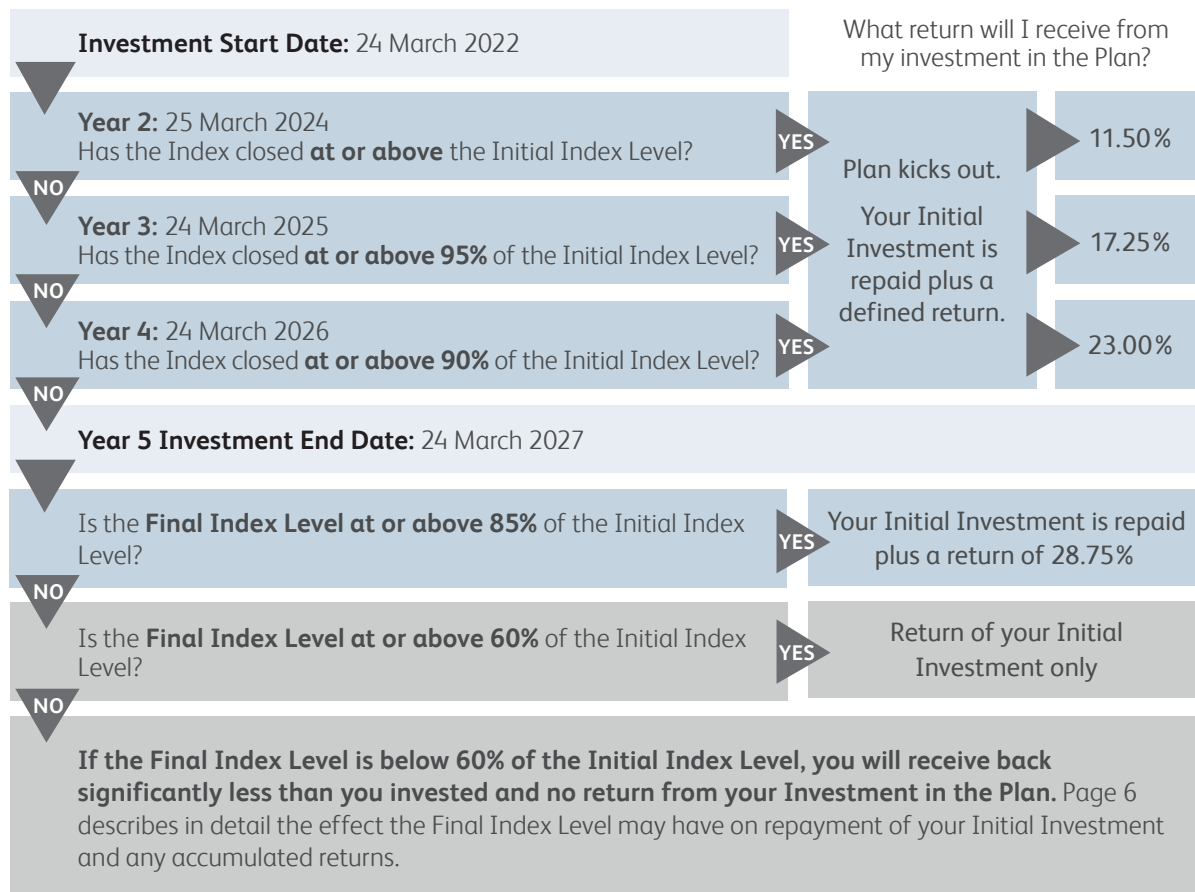 Investment Start Date: 24 March 2022
What return will I receive from
my investment in the Plan?
Year 2: 25 March 2024
Has the Index closed at or above the Initial Index Level?
YES
NO
Year 3: 24 March 2025
Has the Index closed at or above 95% of the Initial Index Level?
YES
NO
Year 4: 24 March 2026
Has the Index closed at or above 90% of the Initial Index Level?
YES
NO
Plan kicks out.
Your Initial
Investment is
repaid plus a
defined return.
11.50%
17.25%
23.00%
Year 5 Investment End Date: 24 March 2027
Is the Final Index Level at or above 85% of the Initial Index
Level?
YES
Your Initial Investment is repaid
plus a return of 28.75%
NO
Is the Final Index Level at or above 60% of the Initial Index
Level?
YES
Return of your Initial
Investment only
NO
If the Final Index Level is below 60% of the Initial Index Level, you will receive back
significantly less than you invested and no return from your Investment in the Plan. Page 6
describes in detail the effect the Final Index Level may have on repayment of your Initial Investment
and any accumulated returns.